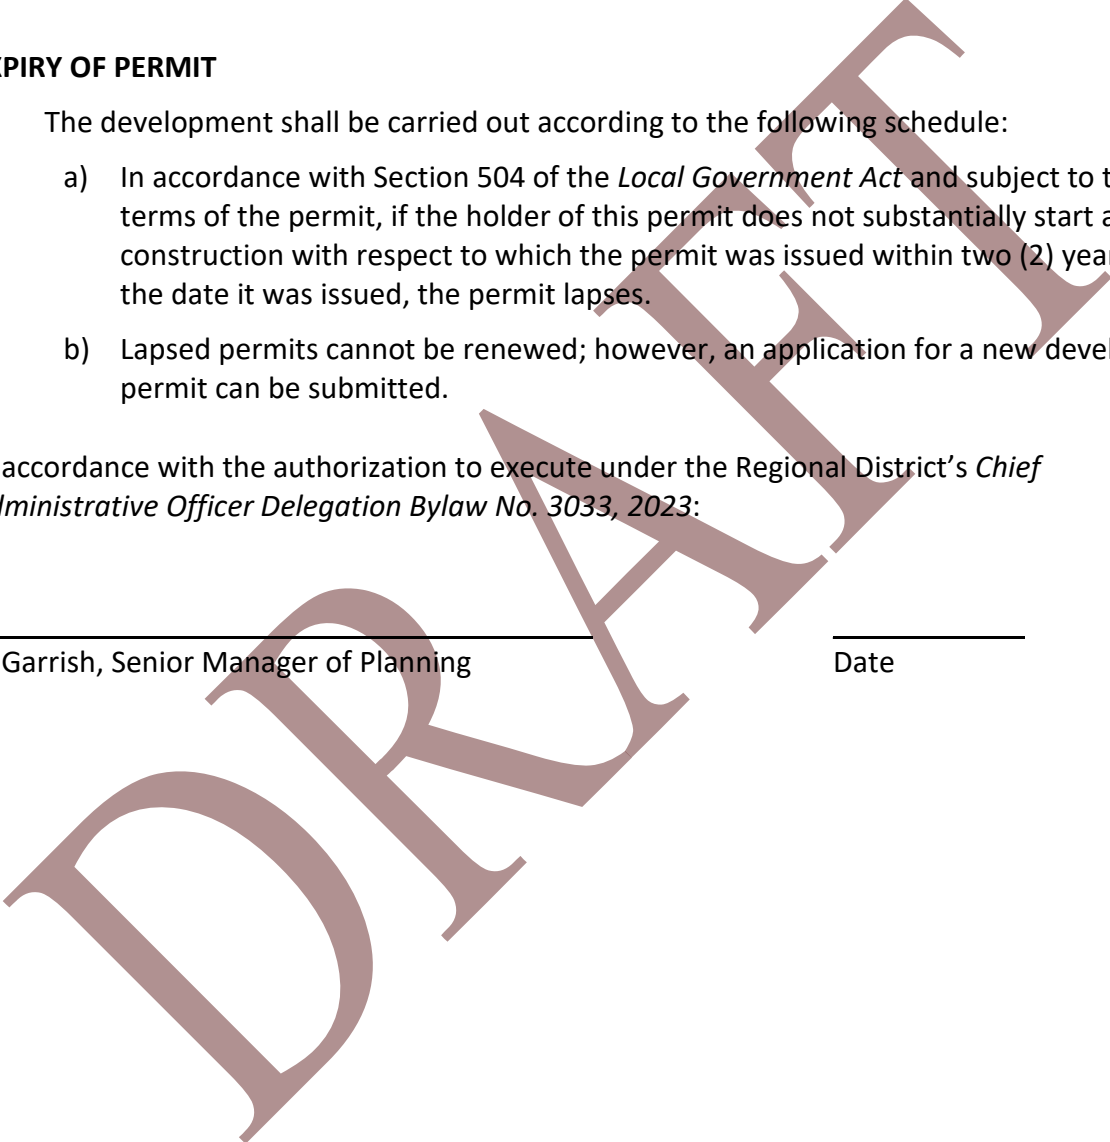 XPIRY OF PERMIT
The development shall be carried out according to the following schedule:
a) In accordance with Section 504 of the Local Government Act and subject to t
terms of the permit, if the holder of this permit does not substantially start a
construction with respect to which the permit was issued within two (2) year
the date it was issued, the permit lapses.
b) Lapsed permits cannot be renewed; however, an application for a new devel
permit can be submitted.
accordance with the authorization to execute under the Regional District’s Chief
dministrative Officer Delegation Bylaw No. 3033, 2023:
Garrish, Senior Manager of Planning Date
DRAFT